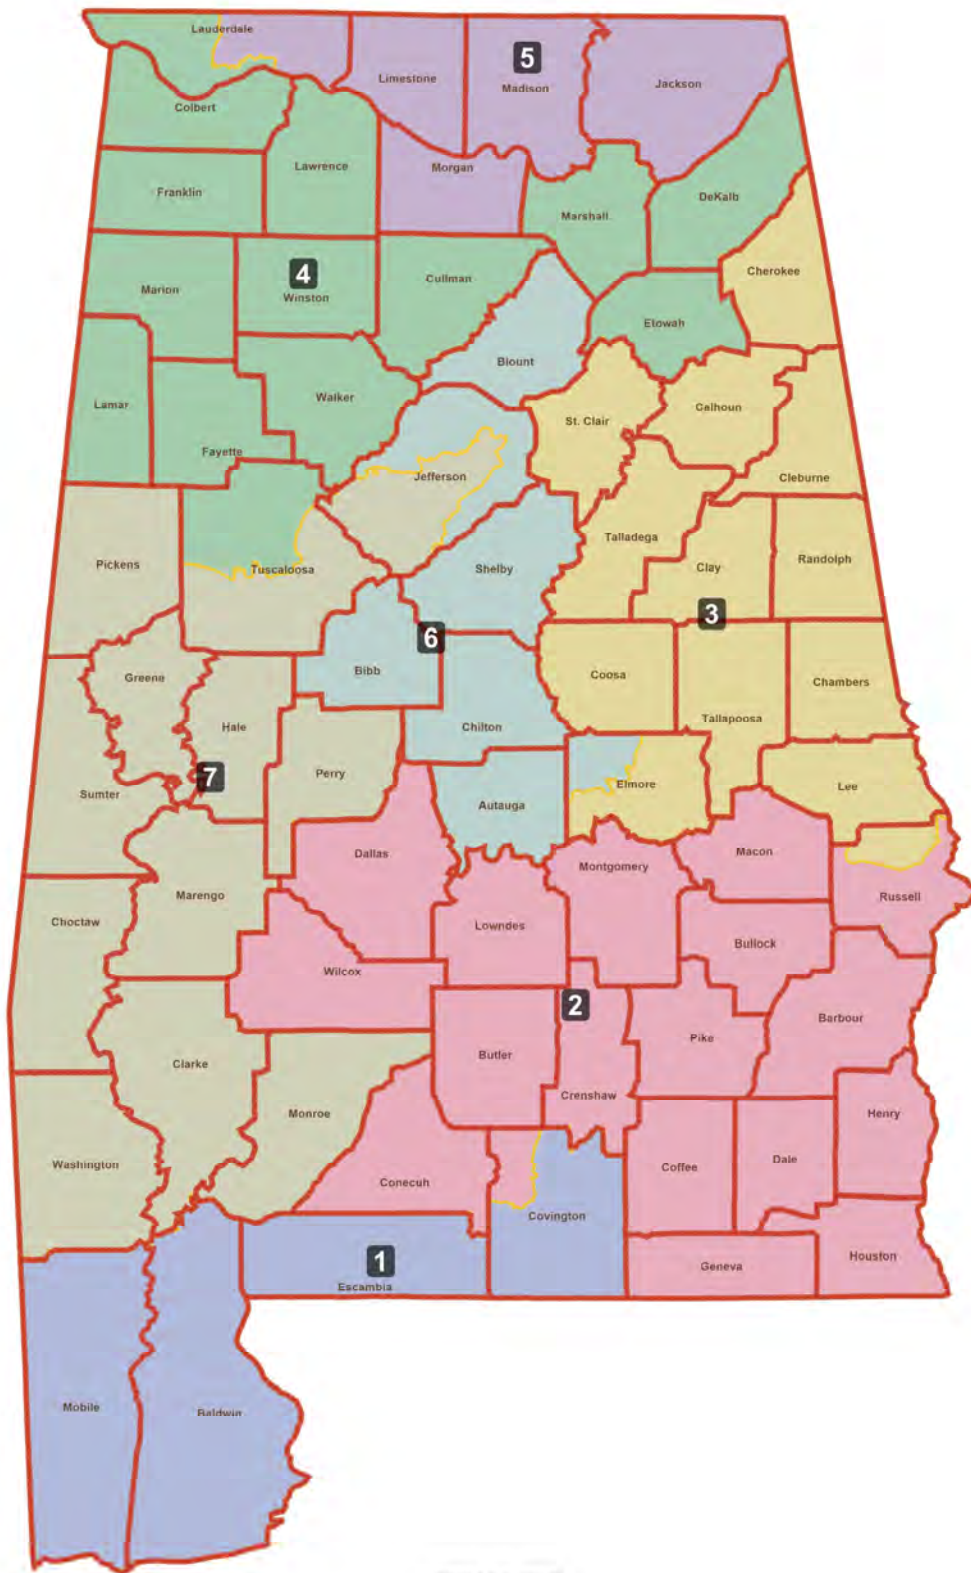 Lauderdale
Limestone
5
Madison
Jackson
Colbert
Lawrence
Morgan
Franklin
Marshall
DeKalb
Cherokee
4
Winston
Marion
Cullman
Etowah
Blount
Lamar
Walker
St. Clair
Calhoun
Fayette
Jefferson
Cleburne
Talladega
Pickens
Tuscaloosa
Shelby
Clay
Randolph
3
6
Bibb
Greene
Coosa
Chambers
Hale
Chilton
Tallapoosa
7
Perry
Sumter
Autauga
Elmore
Lee
Dallas
Montgomery
Macon
Marengo
Russell
Choctaw
Lowndes
Bullock
Wilcox
2
Barbour
Butler
Pike
Clarke
Crenshaw
Monroe
Henry
Washington
Conecuh
Coffee
Dale
Covington
1
Escambia
Geneva
Houston
Mobile
Baldwin